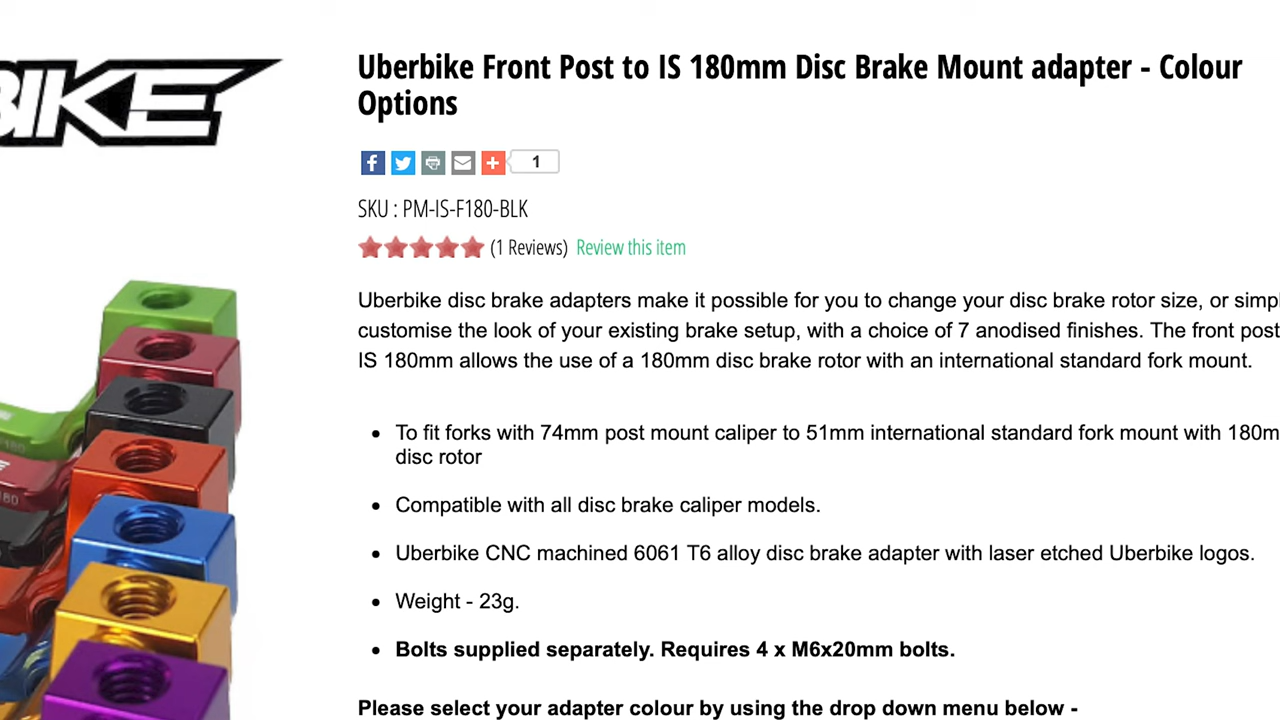 BIKE
Uberbike Front Post to IS 180mm Disc Brake Mount adapter - Colour
Options
1
SKU : PM-IS-F180-BLK
(1 Reviews) Review this item
Uberbike disc brake adapters make it possible for you to change your disc brake rotor size, or simpl
customise the look of your existing brake setup, with a choice of 7 anodised finishes. The front post
IS 180mm allows the use of a 180mm disc brake rotor with an international standard fork mount.
To fit forks with 74mm post mount caliper to 51mm international standard fork mount with 180m
disc rotor
Compatible with all disc brake caliper models.
Uberbike CNC machined 6061 T6 alloy disc brake adapter with laser etched Uberbike logos.
Weight - 23g.
Bolts supplied separately. Requires 4 x M6x20mm bolts.
Please select your adapter colour by using the drop down menu below -